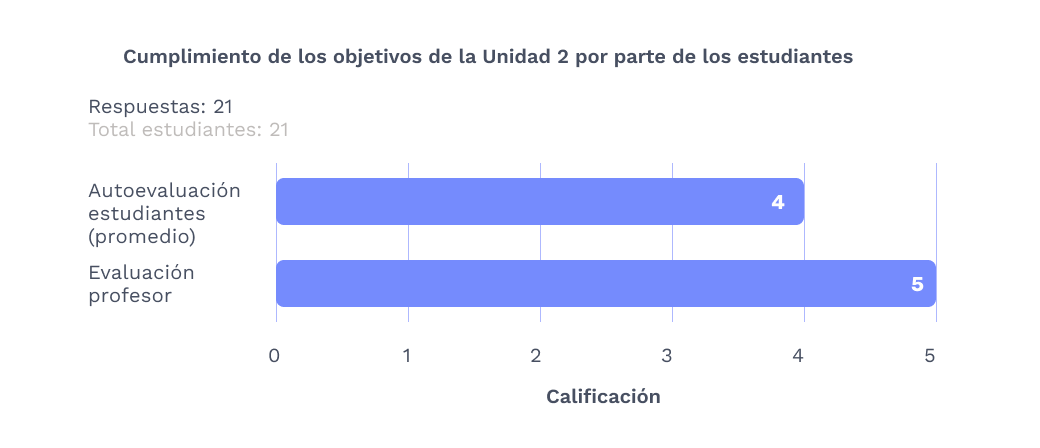 Cumplimiento de los objetivos de la Unidad 2 por parte de los estudiantes
Respuestas: 21
Total estudiantes: 21
Autoevaluación
estudiantes
(promedio)
4
Evaluación
profesor
5
0 1 2 3 4 5
Calificación